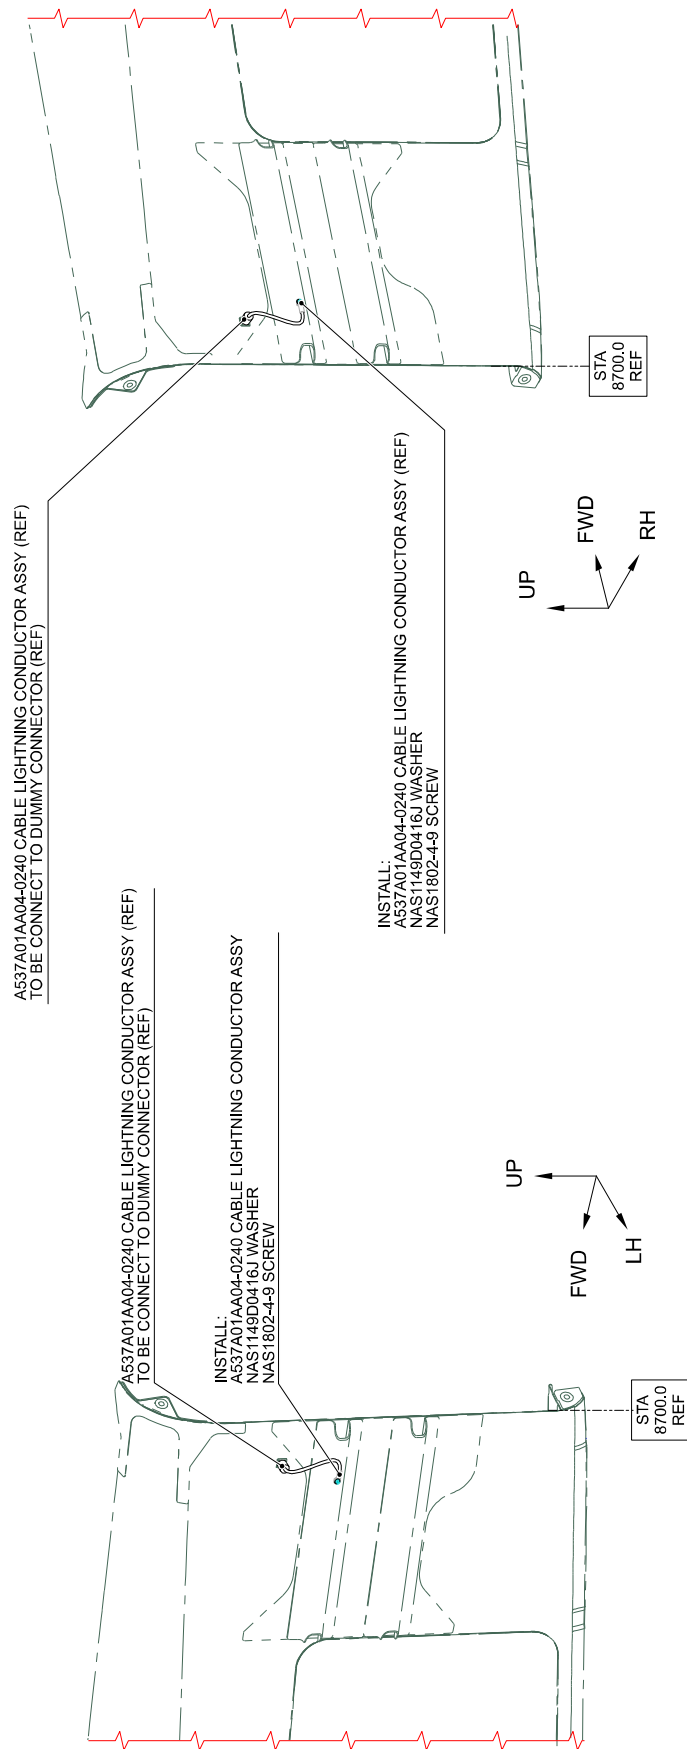 A537A01AA04-0240 CABLE LIGHTNING CONDUCTOR ASSY (REF)
TO BE CONNECT TO DUMMY CONNECTOR (REF)
INSTALL:
A537A01AA04-0240 CABLE LIGHTNING CONDUCTOR ASSY
NAS1149D0416J WASHER
NAS1802-4-9 SCREW
STA
8700.0
REF
UP
FWD
LH
A537A01AA04-0240 CABLE LIGHTNING CONDUCTOR ASSY (REF)
TO BE CONNECT TO DUMMY CONNECTOR (REF)
INSTALL:
A537A01AA04-0240 CABLE LIGHTNING CONDUCTOR ASSY (REF)
NAS1149D0416J WASHER
NAS1802-4-9 SCREW
UP
FWD
RH
STA
8700.0
REF